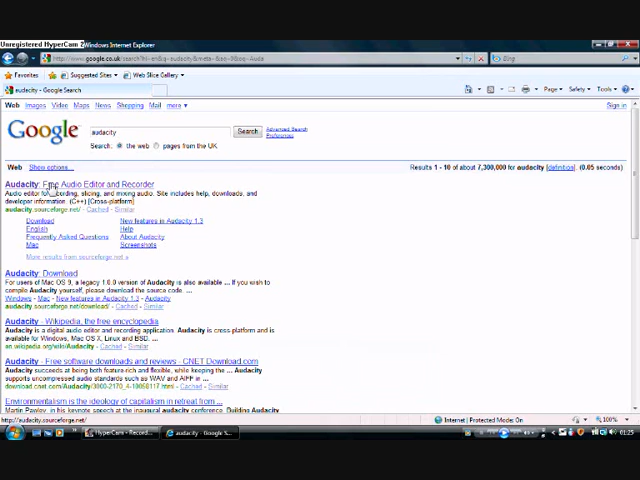 Unregistered HyperCam 2
Windows Internet Explorer
Bing
Favorites Suggested Sites Web Slice Gallery
audacity - Google Search
Page Safety Tools
Web Images Video Maps News Shopping Mail more
Sign in
Google
audacity
Search
Advanced Search
Preferences
Search: the web pages from the UK
Web Show options...
Results 1 - 10 of about 7,300,000 for audacity [definition]. (0.05 seconds)
Audacity: Free Audio Editor and Recorder
Audio editor for recording, slicing, and mixing audio. Site includes help, downloads, and
developer information. (C++) [Cross-platform]
audacity.sourceforge.net/ - Cached - Similar
Download
New features in Audacity 1.3
English
Help
Frequently Asked Questions
About Audacity
Mac
Screenshots
More results from sourceforge.net »
Audacity: Download
For users of Mac OS 9, a legacy 1.0.0 version of Audacity is also available ... If you wish to
compile Audacity yourself, please download the source code. ...
Windows - Mac - New features in Audacity 1.3 - Audacity
audacity.sourceforge.net/download/ - Cached - Similar
Audacity - Wikipedia, the free encyclopedia
Audacity is a digital audio editor and recording application. Audacity is cross-platform and is
available for Windows, Mac OS X, Linux and BSD. ...
Cached - Similar
Audacity - Free software downloads and reviews - CNET Download.com
Audacity succeeds at being both feature-rich and flexible, while keeping the ... Audacity
supports uncompressed audio standards such as WAV and AIFF in ...
download.cnet.com/Audacity/3000-2170_4-10058117.html - Cached - Similar
Environmentalism is the ideology of capitalism in retreat from ...
Martin Pawley, in his keynote speech at the inaugural audacity conference, Building Audacity
http://audacity.sourceforge.net/
Internet | Protected Mode: On
100%
HyperCam - Record...
audacity - Google S...
01:25